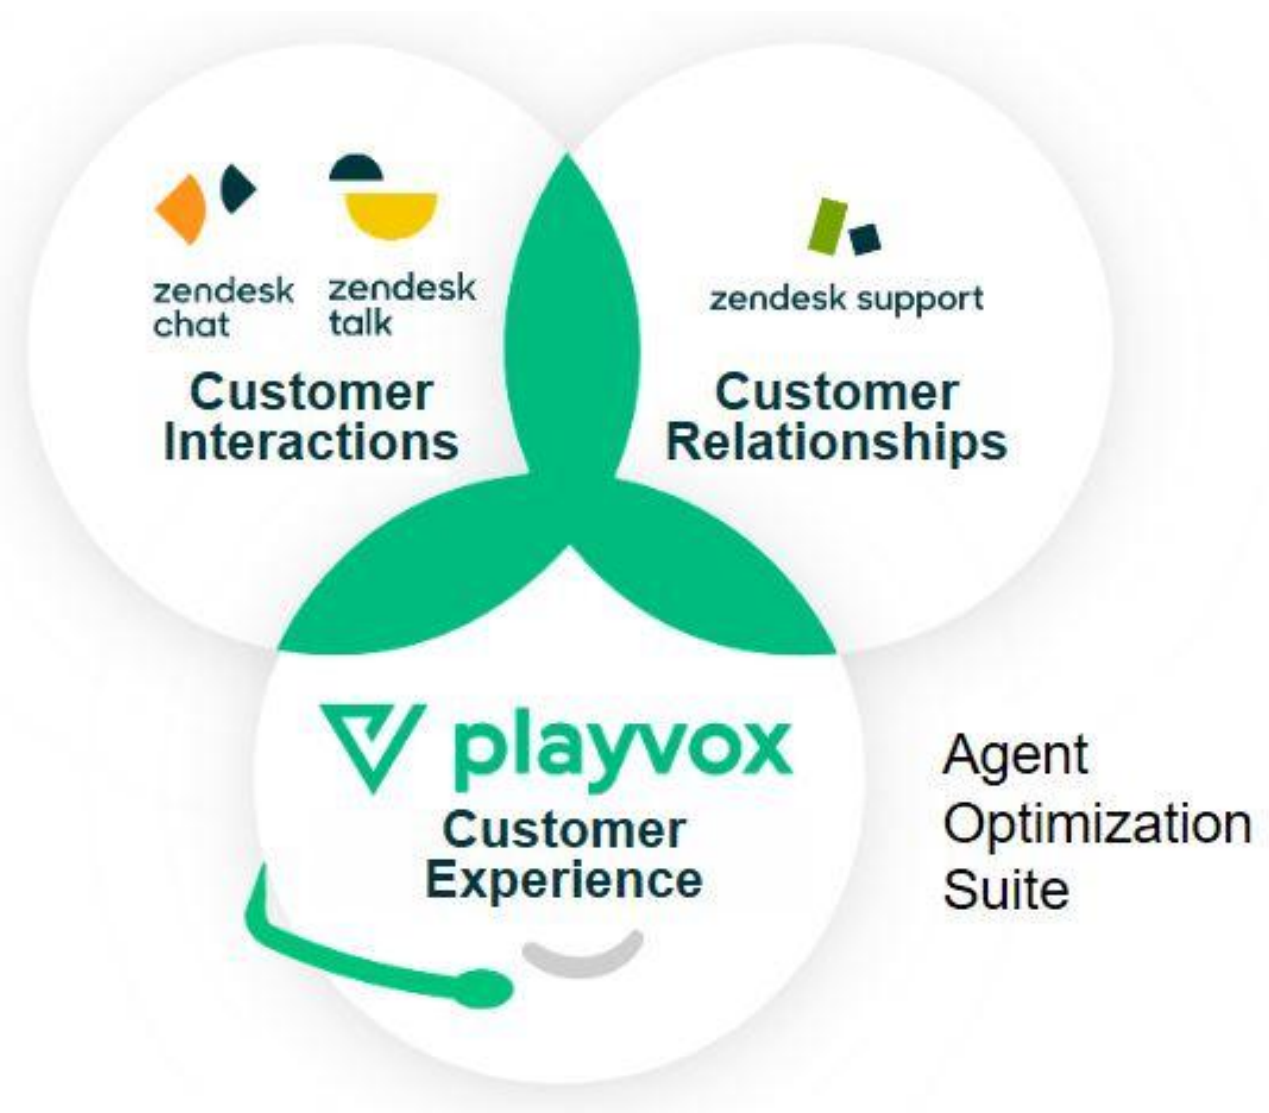 zendesk
chat
zendesk
talk
Customer
Interactions
zendesk support
Customer
Relationships
playvox
Customer
Experience
Agent
Optimization
Suite